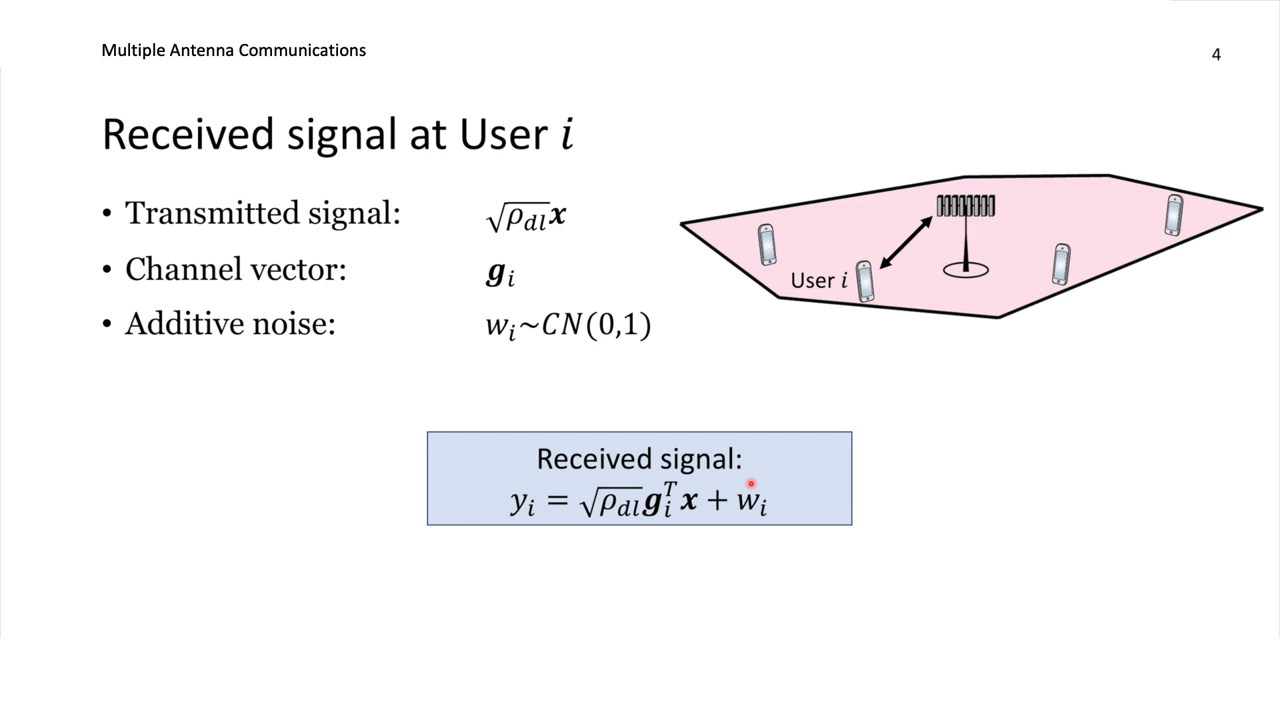 Multiple Antenna Communications
4
Received signal at User i
• Transmitted signal: √ρ_dl x
• Channel vector: g_i
• Additive noise: w_i~CN(0,1)
User i
Received signal:
y_i = √ρ_dl g_i^T x + w_i